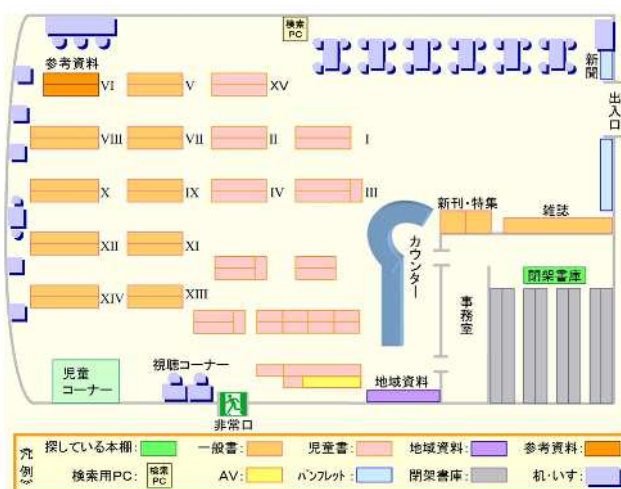 検索
PC
参考資料
新聞
VI
V
XV
出入口
VIII
VII
II
I
X
IX
IV
III
新刊・特集
雑誌
XII
XI
カウンター
閉架書庫
XIV
XIII
事務室
児童
コーナー
視聴コーナー
地域資料
非常口
凡例
探している本棚:
一般書:
児童書:
地域資料:
参考資料:
検索用PC:
検索
PC
AV:
パンフレット:
閉架書庫:
机・いす: